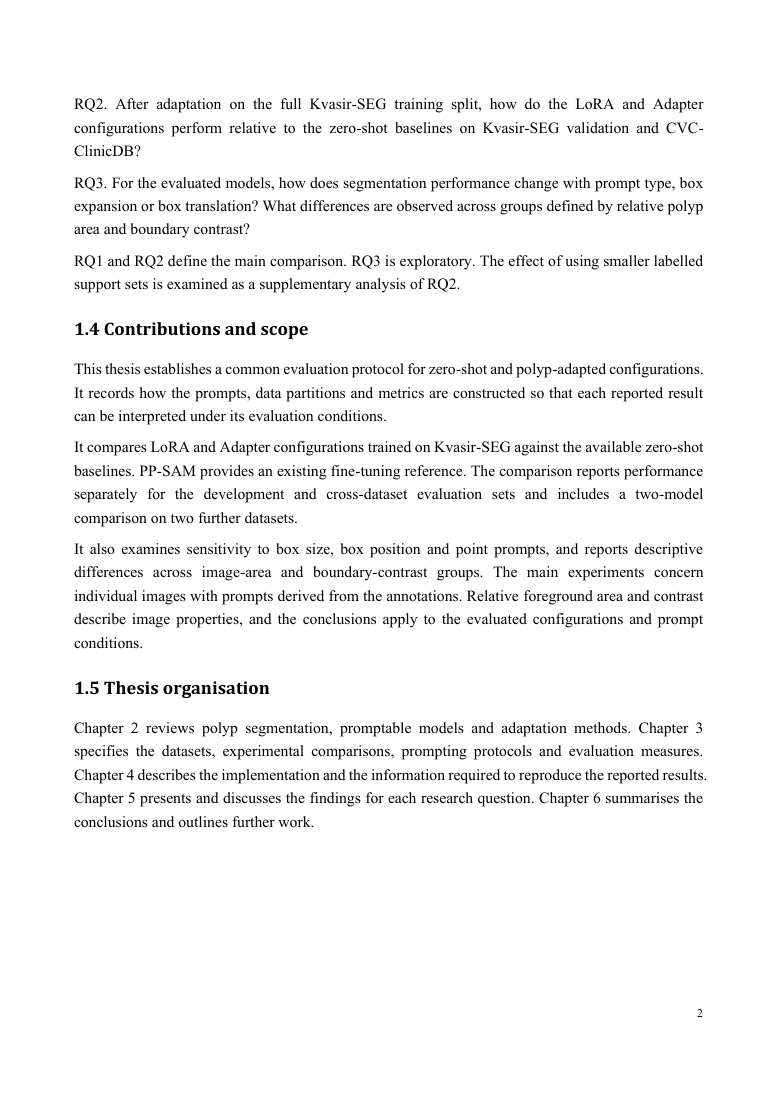 RQ2. After adaptation on the full Kvasir-SEG training split, how do the LoRA and Adapter
configurations perform relative to the zero-shot baselines on Kvasir-SEG validation and CVC-
ClinicDB?
RQ3. For the evaluated models, how does segmentation performance change with prompt type, box
expansion or box translation? What differences are observed across groups defined by relative polyp
area and boundary contrast?
RQ1 and RQ2 define the main comparison. RQ3 is exploratory. The effect of using smaller labelled
support sets is examined as a supplementary analysis of RQ2.
1.4 Contributions and scope
This thesis establishes a common evaluation protocol for zero-shot and polyp-adapted configurations.
It records how the prompts, data partitions and metrics are constructed so that each reported result
can be interpreted under its evaluation conditions.
It compares LoRA and Adapter configurations trained on Kvasir-SEG against the available zero-shot
baselines. PP-SAM provides an existing fine-tuning reference. The comparison reports performance
separately for the development and cross-dataset evaluation sets and includes a two-model
comparison on two further datasets.
It also examines sensitivity to box size, box position and point prompts, and reports descriptive
differences across image-area and boundary-contrast groups. The main experiments concern
individual images with prompts derived from the annotations. Relative foreground area and contrast
describe image properties, and the conclusions apply to the evaluated configurations and prompt
conditions.
1.5 Thesis organisation
Chapter 2 reviews polyp segmentation, promptable models and adaptation methods. Chapter 3
specifies the datasets, experimental comparisons, prompting protocols and evaluation measures.
Chapter 4 describes the implementation and the information required to reproduce the reported results.
Chapter 5 presents and discusses the findings for each research question. Chapter 6 summarises the
conclusions and outlines further work.
2